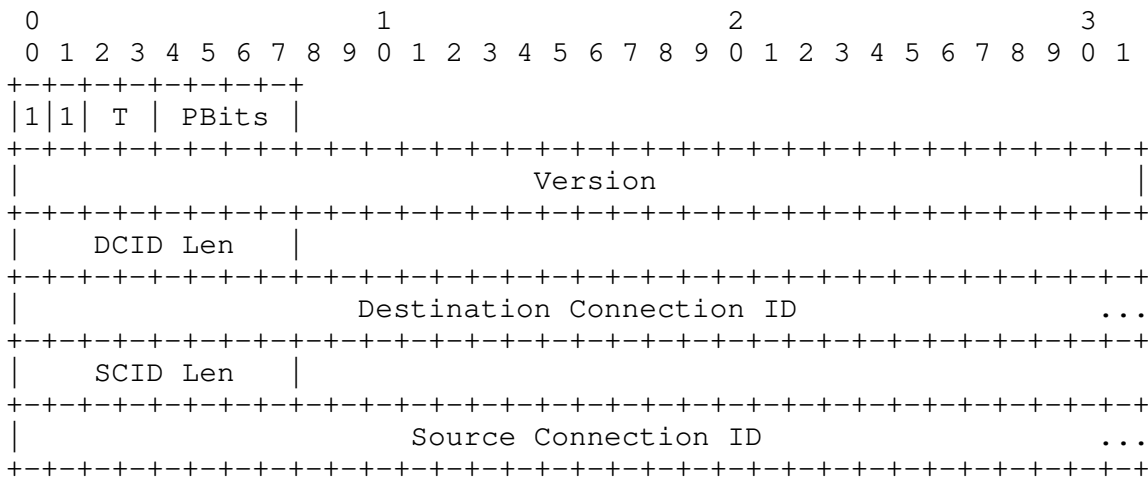 0                   1                   2                   3
 0 1 2 3 4 5 6 7 8 9 0 1 2 3 4 5 6 7 8 9 0 1 2 3 4 5 6 7 8 9 0 1
+-+-+-+-+-+-+-+-+
|1|1| T | PBits |
+-+-+-+-+-+-+-+-+-+-+-+-+-+-+-+-+-+-+-+-+-+-+-+-+-+-+-+-+-+-+-+-+
|                             Version                           |
+-+-+-+-+-+-+-+-+-+-+-+-+-+-+-+-+-+-+-+-+-+-+-+-+-+-+-+-+-+-+-+-+
|    DCID Len   |
+-+-+-+-+-+-+-+-+-+-+-+-+-+-+-+-+-+-+-+-+-+-+-+-+-+-+-+-+-+-+-+-+
|                   Destination Connection ID                 ...
+-+-+-+-+-+-+-+-+-+-+-+-+-+-+-+-+-+-+-+-+-+-+-+-+-+-+-+-+-+-+-+-+
|    SCID Len   |
+-+-+-+-+-+-+-+-+-+-+-+-+-+-+-+-+-+-+-+-+-+-+-+-+-+-+-+-+-+-+-+-+
|                      Source Connection ID                   ...
+-+-+-+-+-+-+-+-+-+-+-+-+-+-+-+-+-+-+-+-+-+-+-+-+-+-+-+-+-+-+-+-+